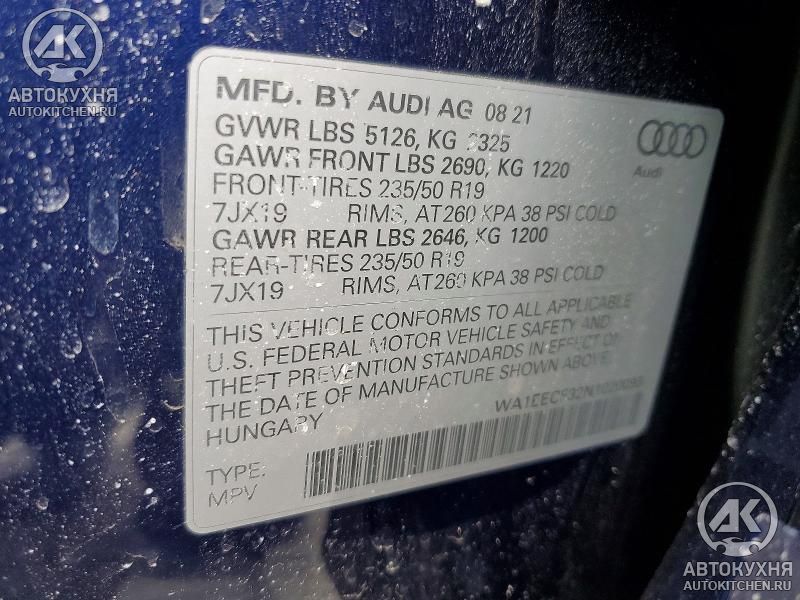 АК
АВТОКУХНЯ
AUTOKITCHEN.RU
MFD. BY AUDI AG 08 21
GVWR LBS 5126, KG 2325
GAWR FRONT LBS 2690, KG 1220
FRONT-TIRES 235/50 R19
7JX19 RIMS, AT260 KPA 38 PSI COLD
GAWR REAR LBS 2646, KG 1200
REAR-TIRES 235/50 R19
7JX19 RIMS, AT260 KPA 38 PSI COLD
Audi
THIS VEHICLE CONFORMS TO ALL APPLICABLE
U.S. FEDERAL MOTOR VEHICLE SAFETY AND
THEFT PREVENTION STANDARDS IN EFFECT ON
THE DATE OF MANUFACTURE SHOWN ABOVE.
HUNGARY
TYPE:
MPV
АК
АВТОКУХНЯ
AUTOKITCHEN.RU